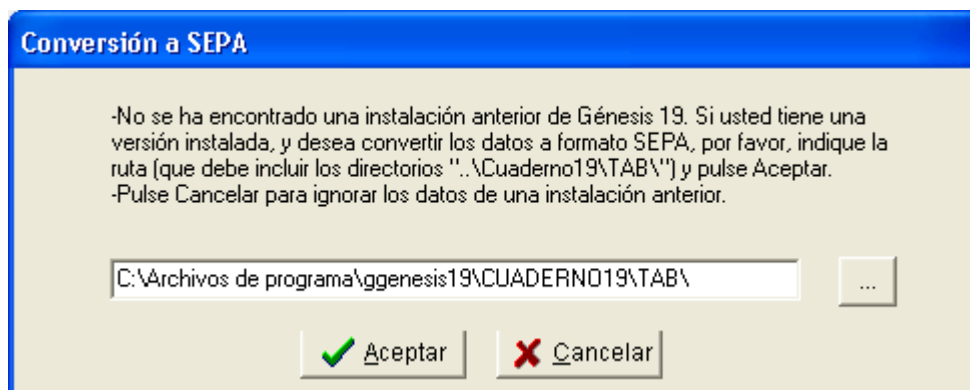 Conversión a SEPA
-No se ha encontrado una instalación anterior de Génesis 19. Si usted tiene una
versión instalada, y desea convertir los datos a formato SEPA, por favor, indique la
ruta (que debe incluir los directorios "..\Cuaderno19\TAB\") y pulse Aceptar.
-Pulse Cancelar para ignorar los datos de una instalación anterior.
C:\Archivos de programa\ggenesis19\CUADERNO19\TAB\
...
Aceptar
Cancelar